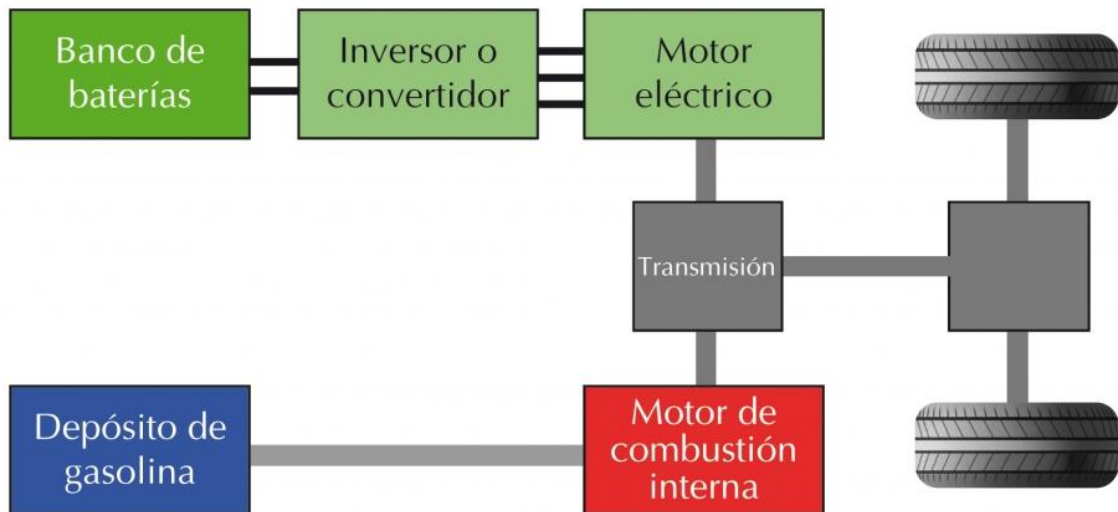 Banco de
baterías
Inversor o
convertidor
Motor
eléctrico
Transmisión
Depósito de
gasolina
Motor de
combustión
interna